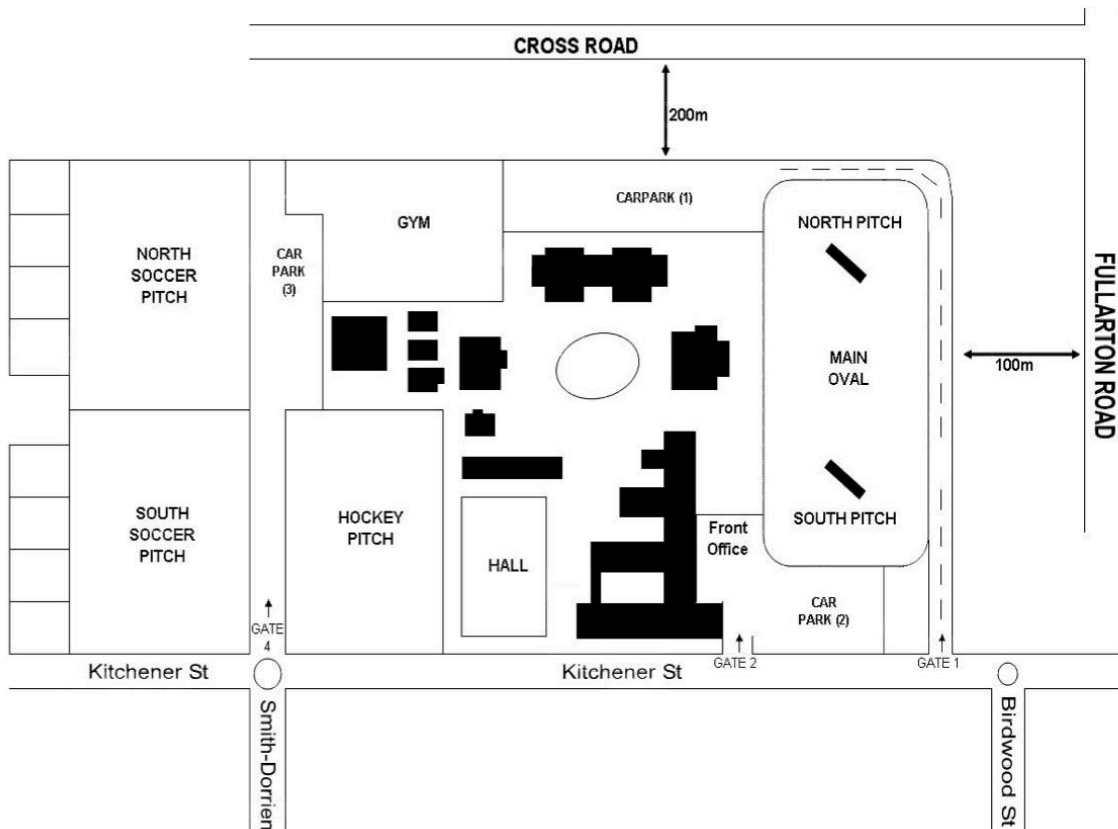 CROSS ROAD
200m
CARPARK (1)
GYM
NORTH PITCH
NORTH
SOCCER
PITCH
CAR
PARK
(3)
MAIN
OVAL
100m
FULLARTON ROAD
SOUTH
SOCCER
PITCH
HOCKEY
PITCH
HALL
SOUTH PITCH
Front
Office
CAR
PARK (2)
GATE
4
GATE 2
GATE 1
Kitchener St
Kitchener St
Smith-Dorrien
Birdwood St